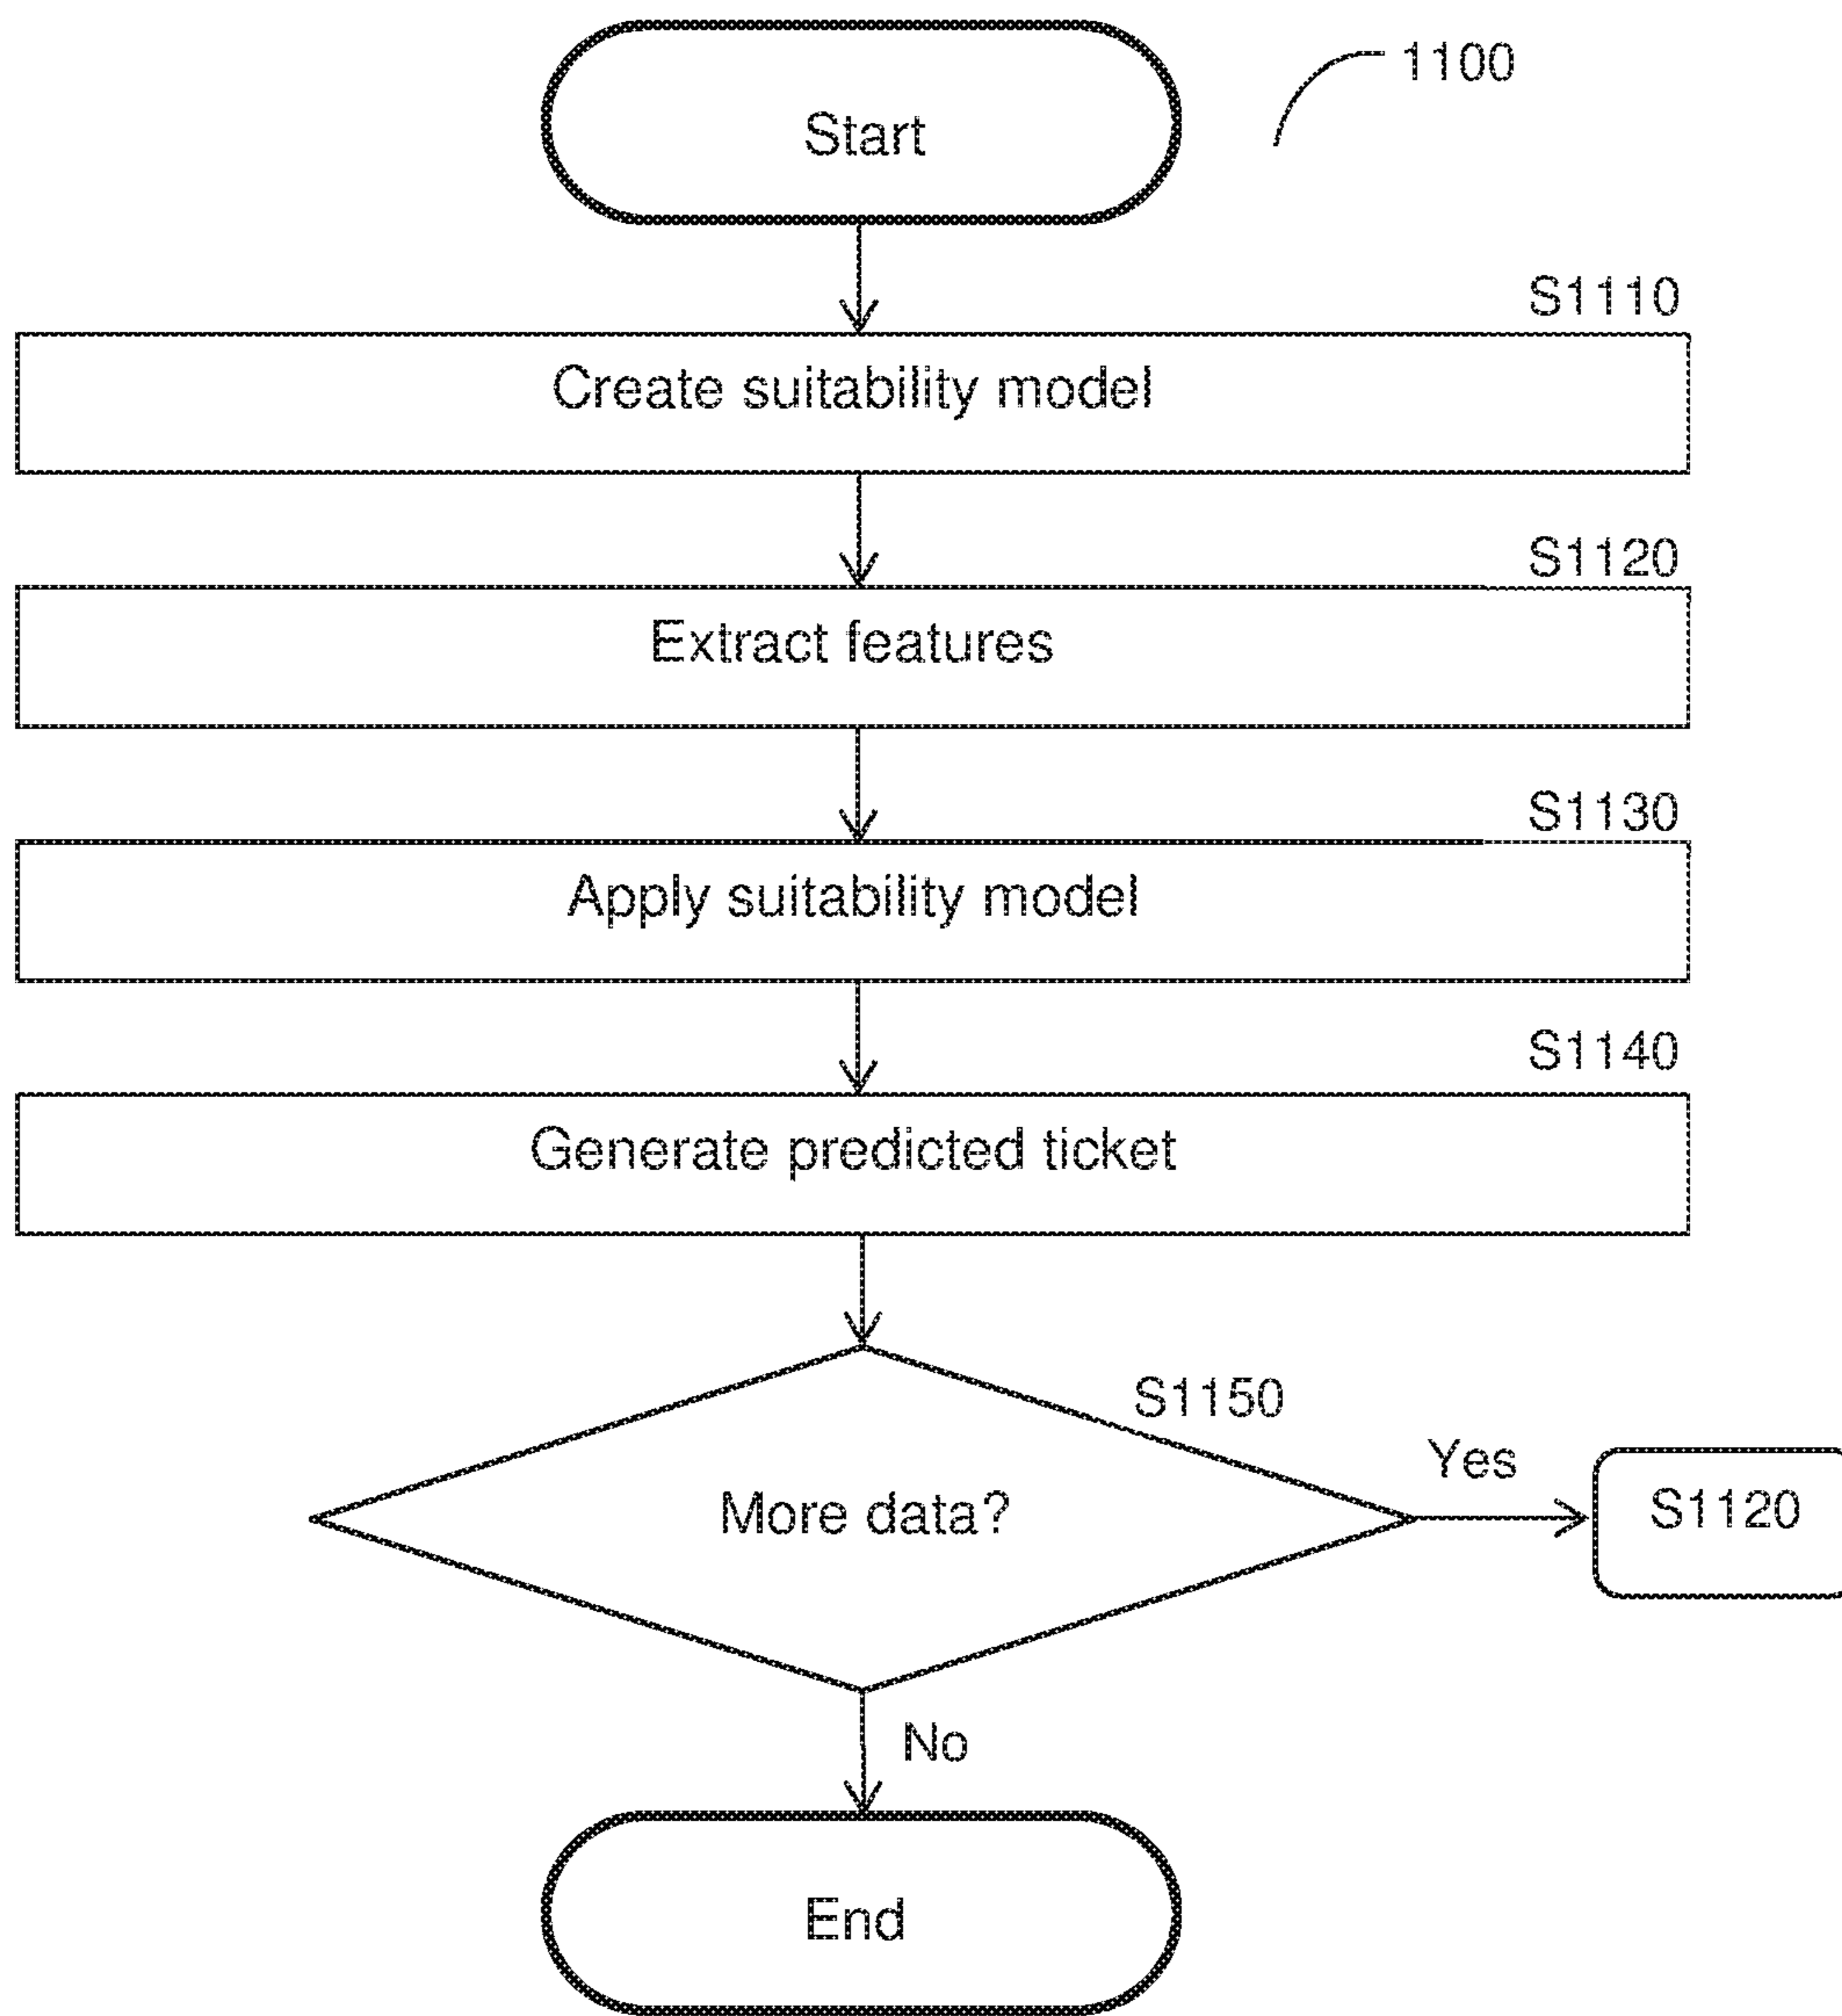 Start
1100
S1110
Create suitability model
S1120
Extract features
S1130
Apply suitability model
S1140
Generate predicted ticket
S1150
More data?
Yes
S1120
No
End